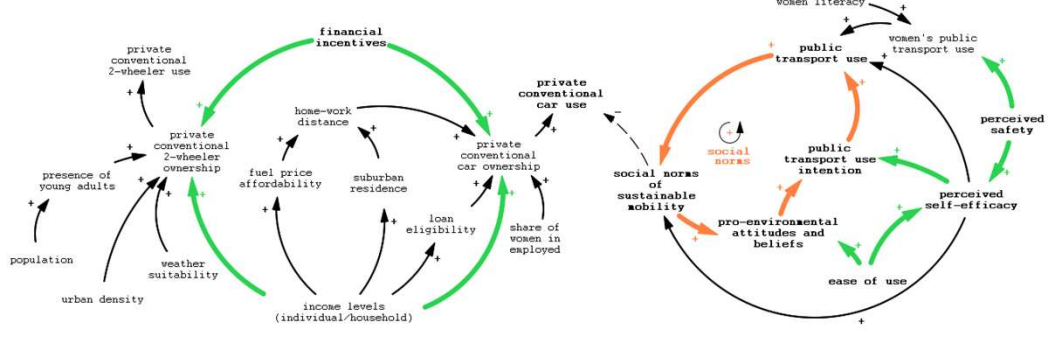 women literacy
financial
incentives
private
conventional
2-wheeler use
public
transport use
women's public
transport use
private
conventional
car use
home-work
distance
perceived
safety
private
conventional
2-wheeler
ownership
private
conventional
car ownership
social
norms
public
transport use
intention
presence of
young adults
fuel price
affordability
suburban
residence
social norms
of
sustainable
mobility
perceived
self-efficacy
loan
eligibility
share of
women in
employed
pro-environmental
attitudes and
beliefs
population
weather
suitability
ease of use
urban density
income levels
(individual/household)